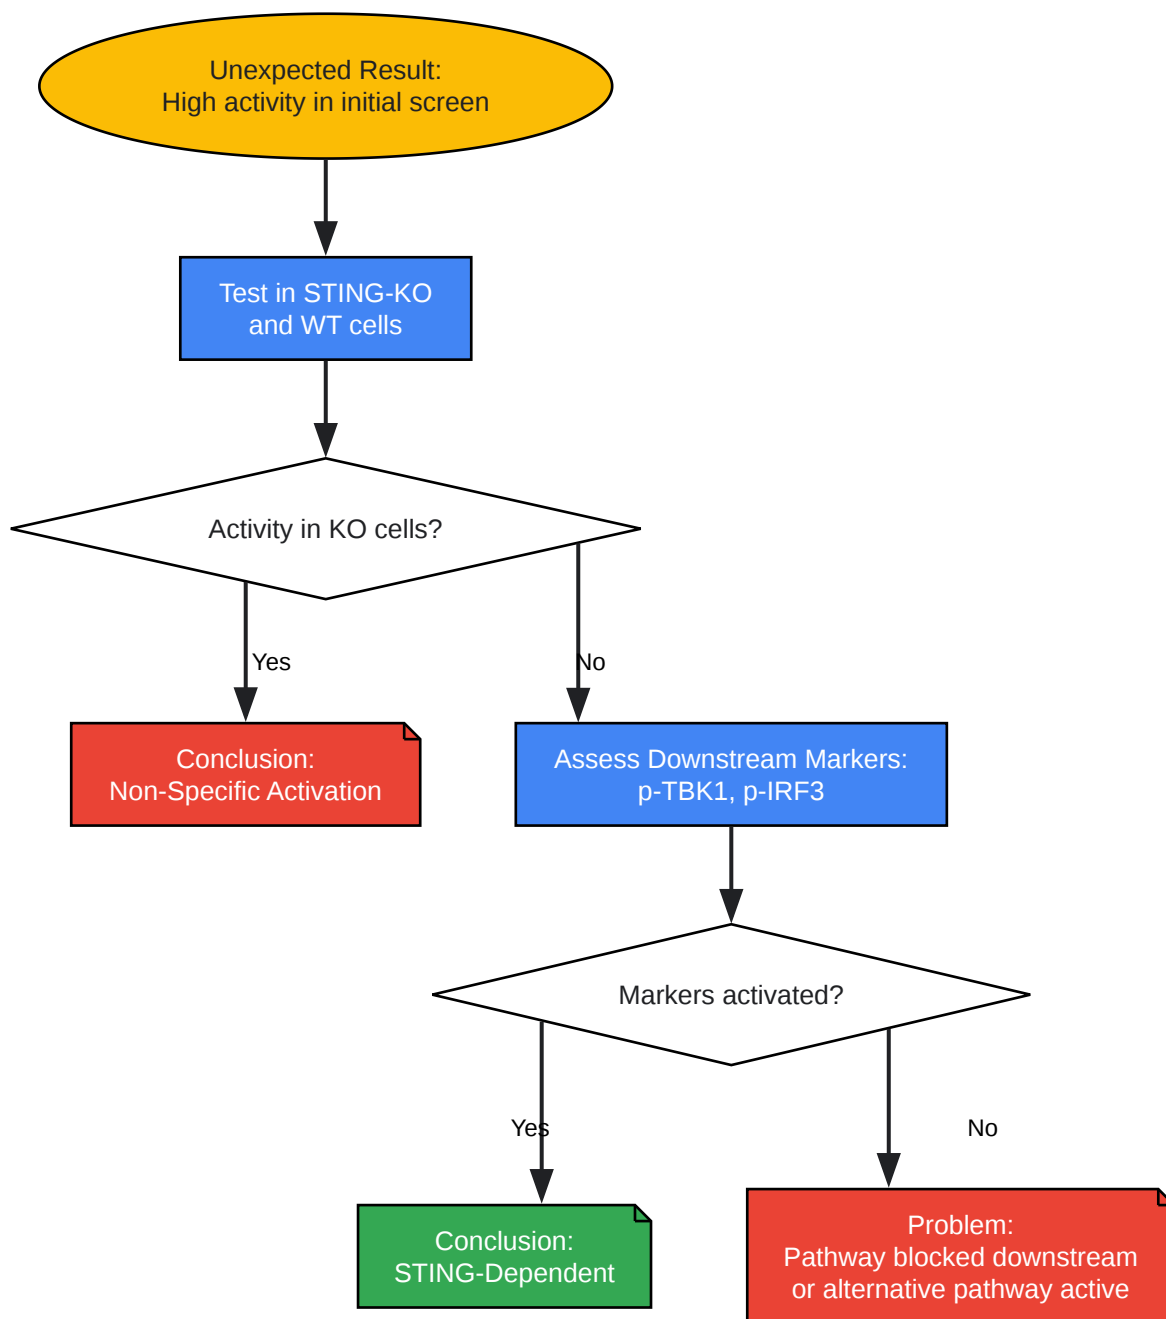 Unexpected Result:
High activity in initial screen
Test in STING-KO
and WT cells
Activity in KO cells?
Yes
No
Conclusion:
Non-Specific Activation
Assess Downstream Markers:
p-TBK1, p-IRF3
Markers activated?
Yes
No
Conclusion:
STING-Dependent
Problem:
Pathway blocked downstream
or alternative pathway active